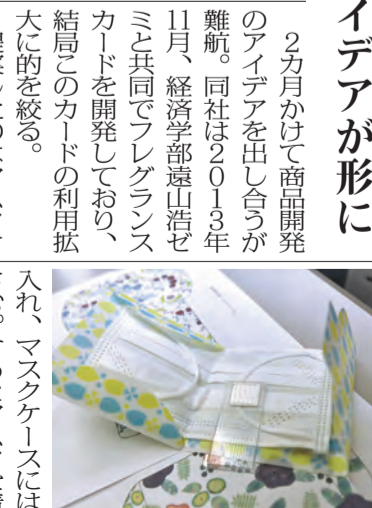 イデアが形に
2カ月かけて商品開発
のアイデアを出し合うが
難航。同社は2013年
11月、経済学部遠山浩ゼ
ミと共同でフレグランス
カードを開発しており、
結局このカードの利用拡
大に的を絞る。
入れ、マスクケースには